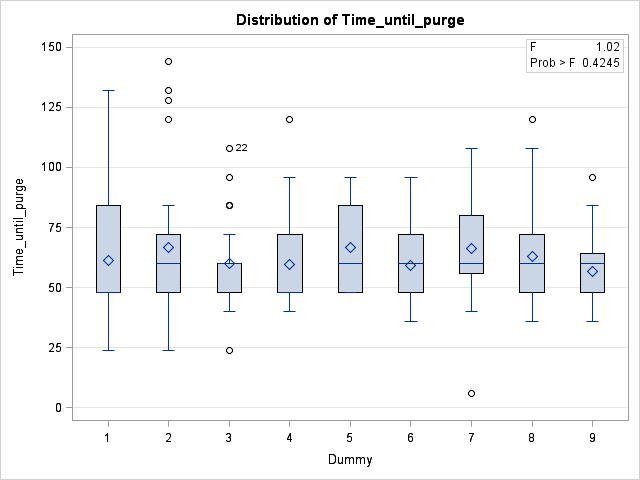 Distribution of Time_until_purge
F 1.02
Prob > F 0.4245
150
125
100
75
50
25
0
Time_until_purge
22
1 2 3 4 5 6 7 8 9
Dummy